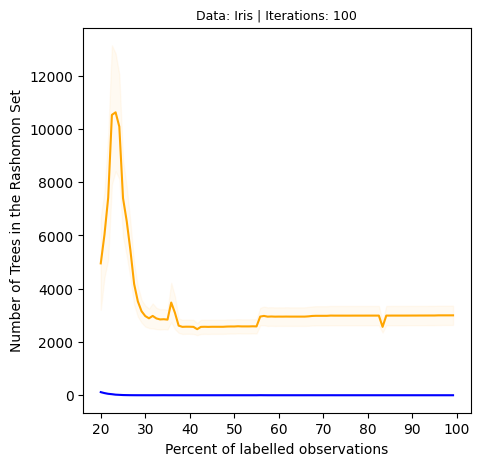 Data: Iris | Iterations: 100
Number of Trees in the Rashomon Set
12000
10000
8000
6000
4000
2000
0
20 30 40 50 60 70 80 90 100
Percent of labelled observations